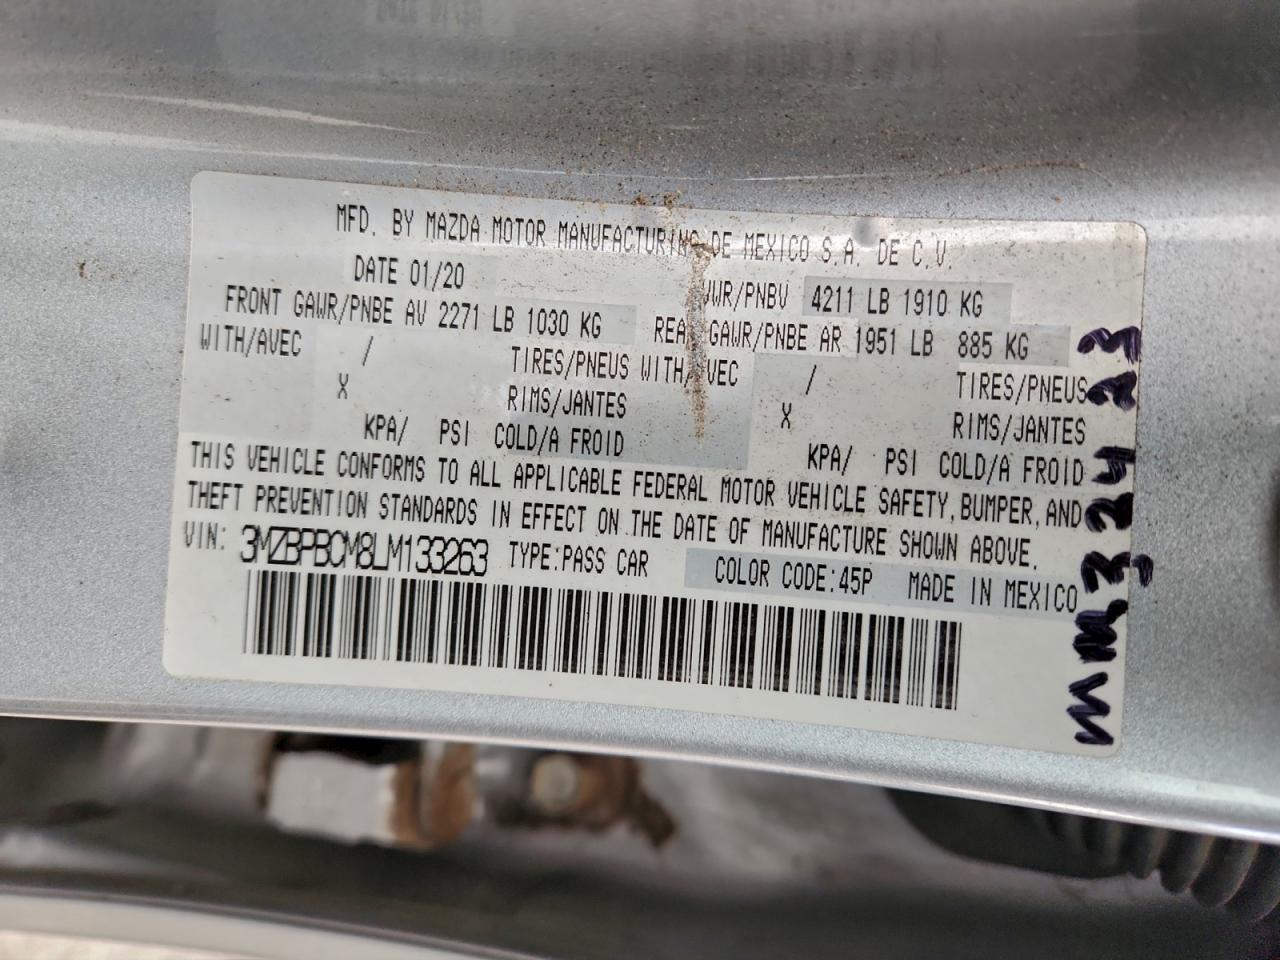 MFD. BY MAZDA MOTOR MANUFACTURING DE MEXICO S.A. DE C.V.
DATE 01/20 VWR/PNBV 4211 LB 1910 KG
FRONT GAWR/PNBE AV 2271 LB 1030 KG REAR GAWR/PNBE AR 1951 LB 885 KG
WITH/AVEC / TIRES/PNEUS WITH/AVEC / TIRES/PNEUS
X RIMS/JANTES X RIMS/JANTES
KPA/ PSI COLD/A FROID KPA/ PSI COLD/A FROID
THIS VEHICLE CONFORMS TO ALL APPLICABLE FEDERAL MOTOR VEHICLE SAFETY, BUMPER, AND
THEFT PREVENTION STANDARDS IN EFFECT ON THE DATE OF MANUFACTURE SHOWN ABOVE.
VIN: 3MZBPBCM8LM133263 TYPE:PASS CAR COLOR CODE:45P MADE IN MEXICO